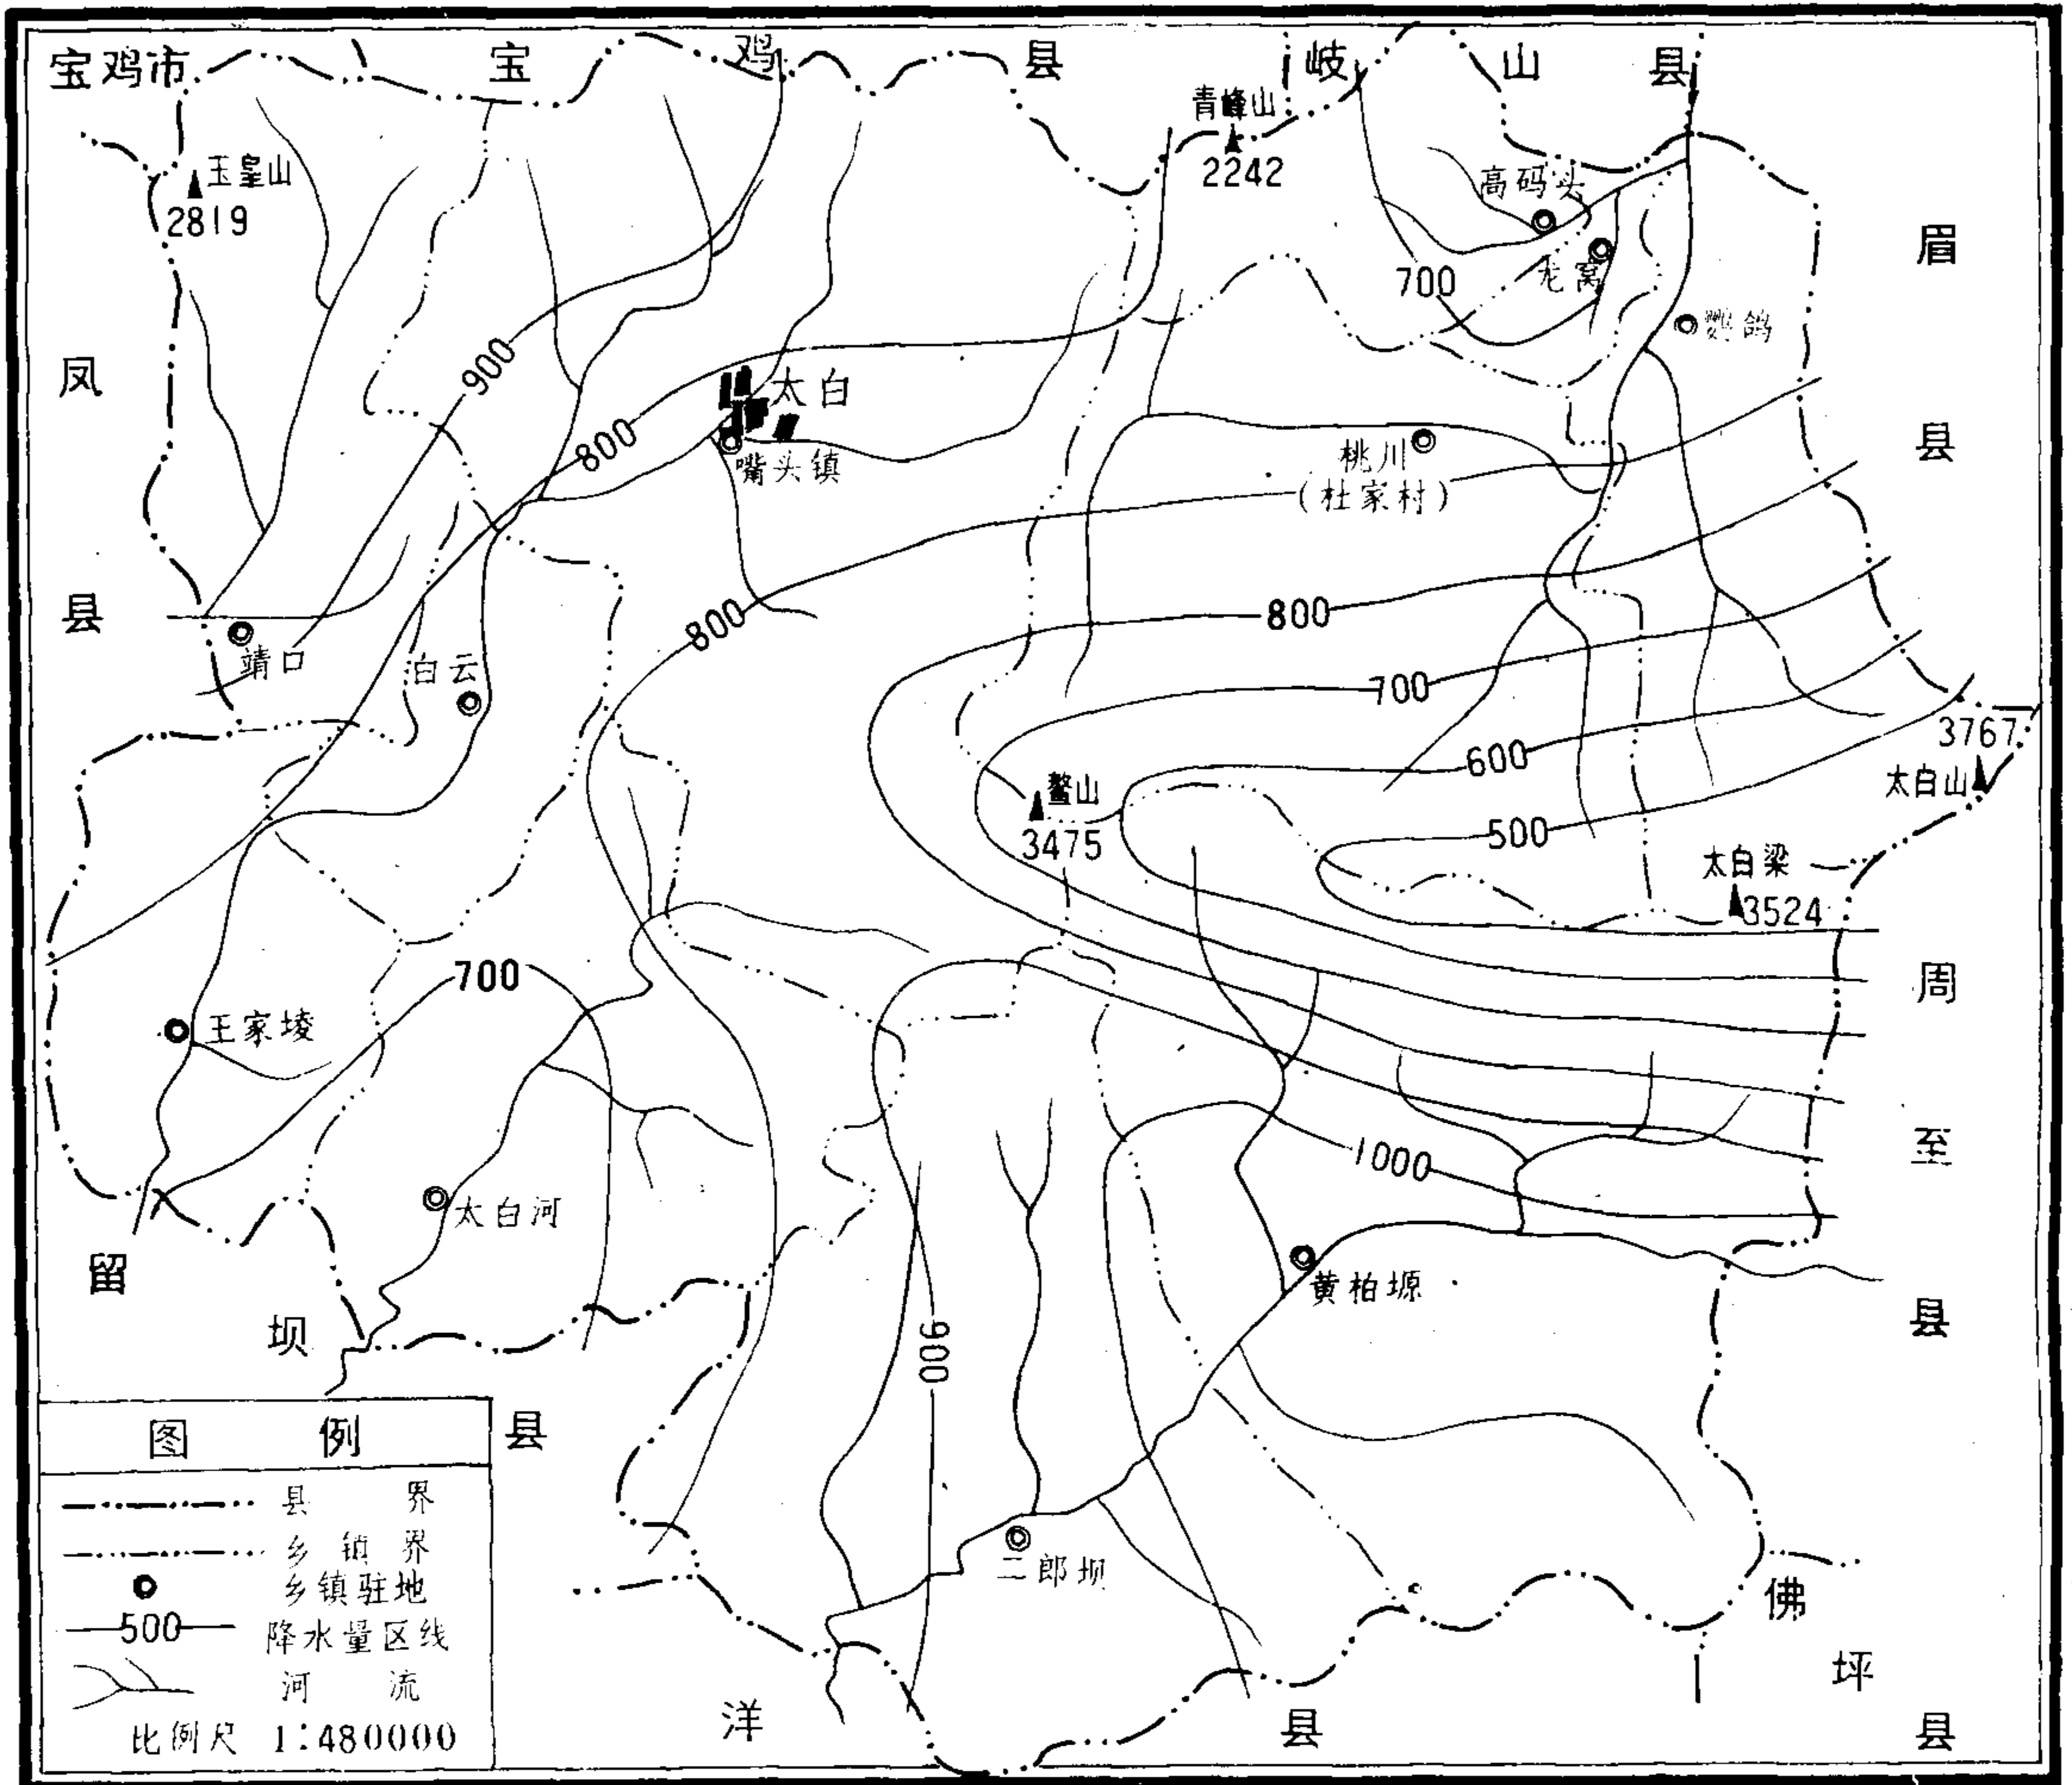 宝鸡市 宝鸡县 岐山县
青峰山
2242
玉皇山
2819
高码头
龙窝
700
鹦鸽
眉县
凤县
900
800
太白
嘴头镇
桃川
(杜家村)
800
800
靖口
白云
700
600
500
3767
太白山
鳌山
3475
太白梁
3524
700
王家堎
周至县
1000
太白河
黄柏塬
900
二郎坝
留坝县
洋县
佛坪县
图例
县界
乡镇界
乡镇驻地
500 降水量区线
河流
比例尺 1:480000